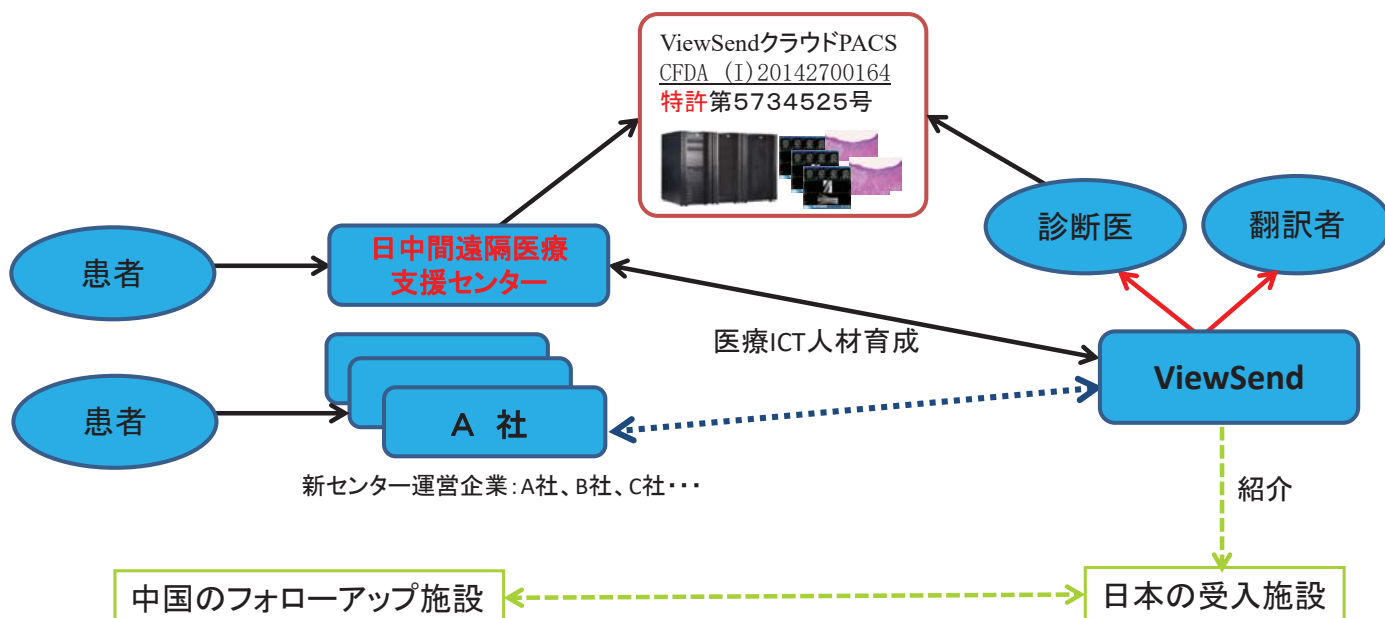 ViewSendクラウドPACS
CFDA (I)20142700164
特許第5734525号
診断医
翻訳者
日中間遠隔医療
支援センター
患者
医療ICT人材育成
ViewSend
患者
A 社
新センター運営企業:A社、B社、C社・・・
紹介
中国のフォローアップ施設
日本の受入施設